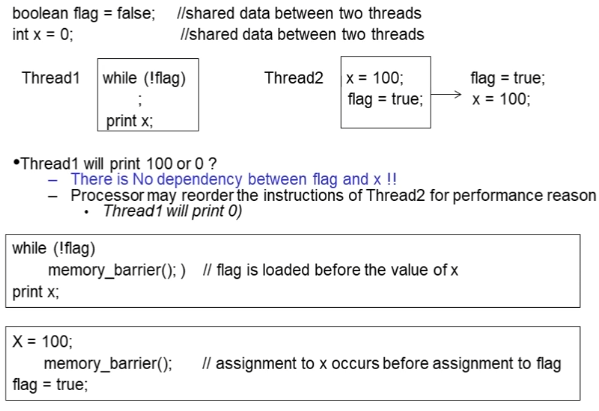 boolean flag = false;   //shared data between two threads
int x = 0;   //shared data between two threads
Thread1   while (!flag)   Thread2   x = 100;   flag = true;
;   flag = true;   x = 100;
print x;
•Thread1 will print 100 or 0 ?
– There is No dependency between flag and x !!
– Processor may reorder the instructions of Thread2 for performance reason
• Thread1 will print 0)
while (!flag)
memory_barrier(); )   // flag is loaded before the value of x
print x;
X = 100;
memory_barrier();   // assignment to x occurs before assignment to flag
flag = true;